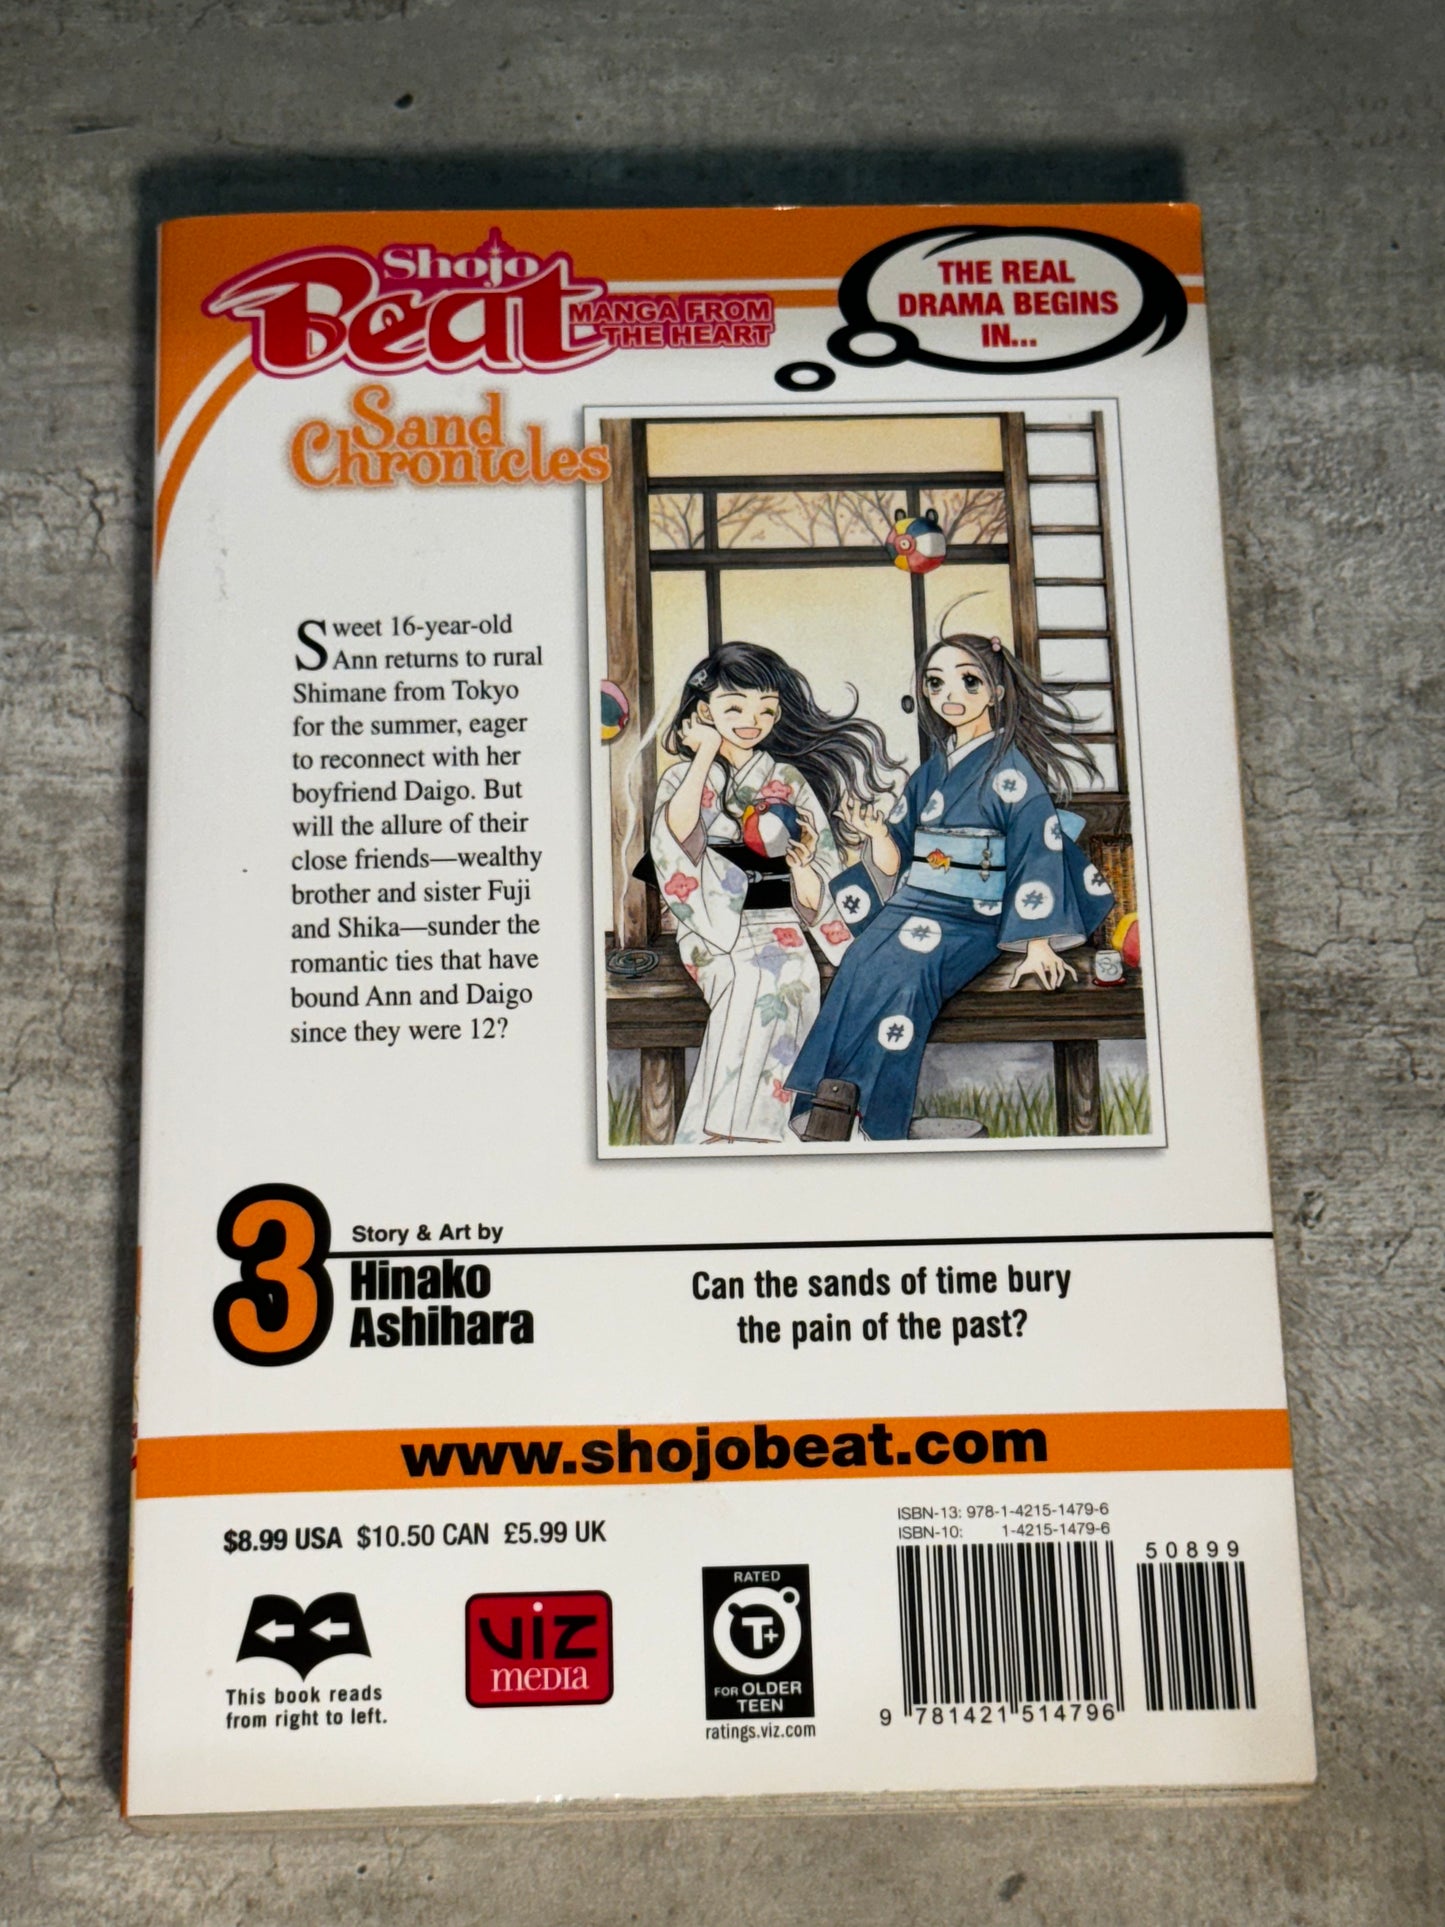 Shojo
Beat
MANGA FROM
THE HEART
THE REAL
DRAMA BEGINS
IN...
Sand
Chronicles
Sweet 16-year-old
Ann returns to rural
Shimane from Tokyo
for the summer, eager
to reconnect with her
boyfriend Daigo. But
will the allure of their
close friends—wealthy
brother and sister Fuji
and Shika—sunder the
romantic ties that have
bound Ann and Daigo
since they were 12?
3
Story & Art by
Hinako
Ashihara
Can the sands of time bury
the pain of the past?
www.shojobeat.com
$8.99 USA $10.50 CAN £5.99 UK
This book reads
from right to left.
VIZ
MEDIA
RATED
T+
FOR OLDER
TEEN
ratings.viz.com
ISBN-13: 978-1-4215-1479-6
ISBN-10: 1-4215-1479-6
50899
9 781421 514796